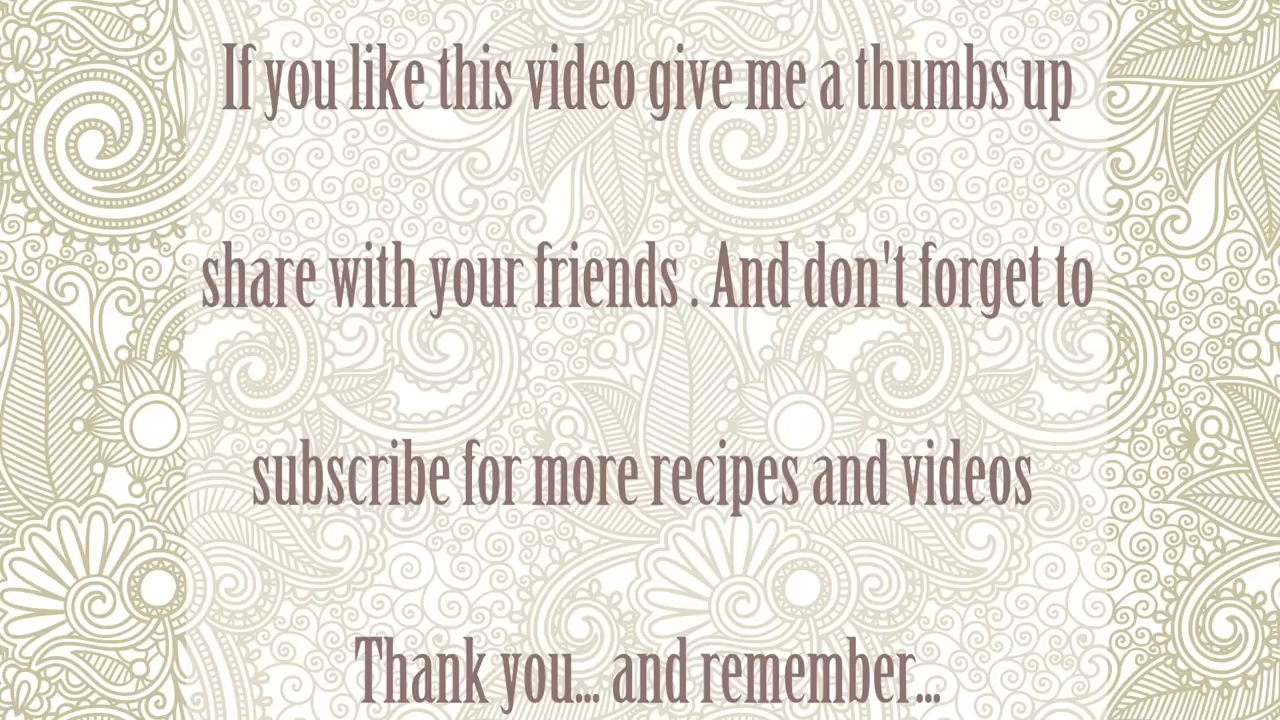 If you like this video give me a thumbs up
share with your friends . And don't forget to
subscribe for more recipes and videos
Thank you... and remember...